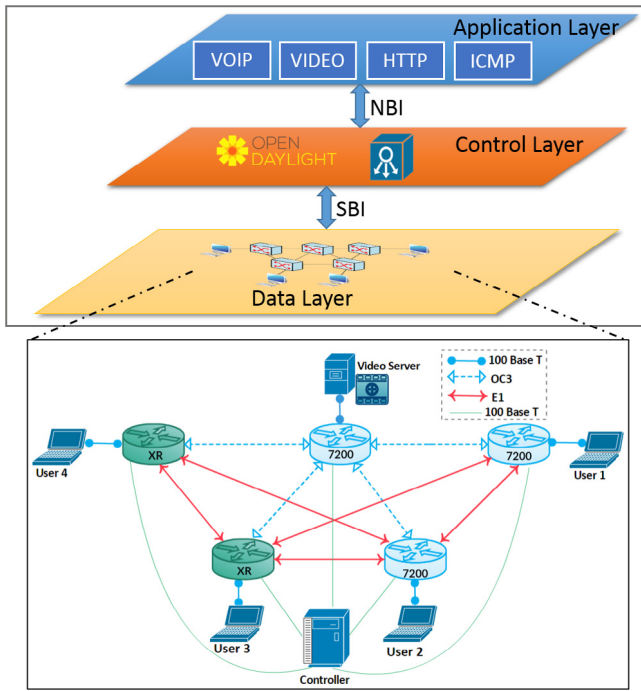 Application Layer
VOIP VIDEO HTTP ICMP
NBI
OPEN
DAYLIGHT
Control Layer
SBI
Data Layer
Video Server
100 Base T
OC3
E1
100 Base T
XR
7200
7200
User 4
User 1
XR
7200
User 3
User 2
Controller